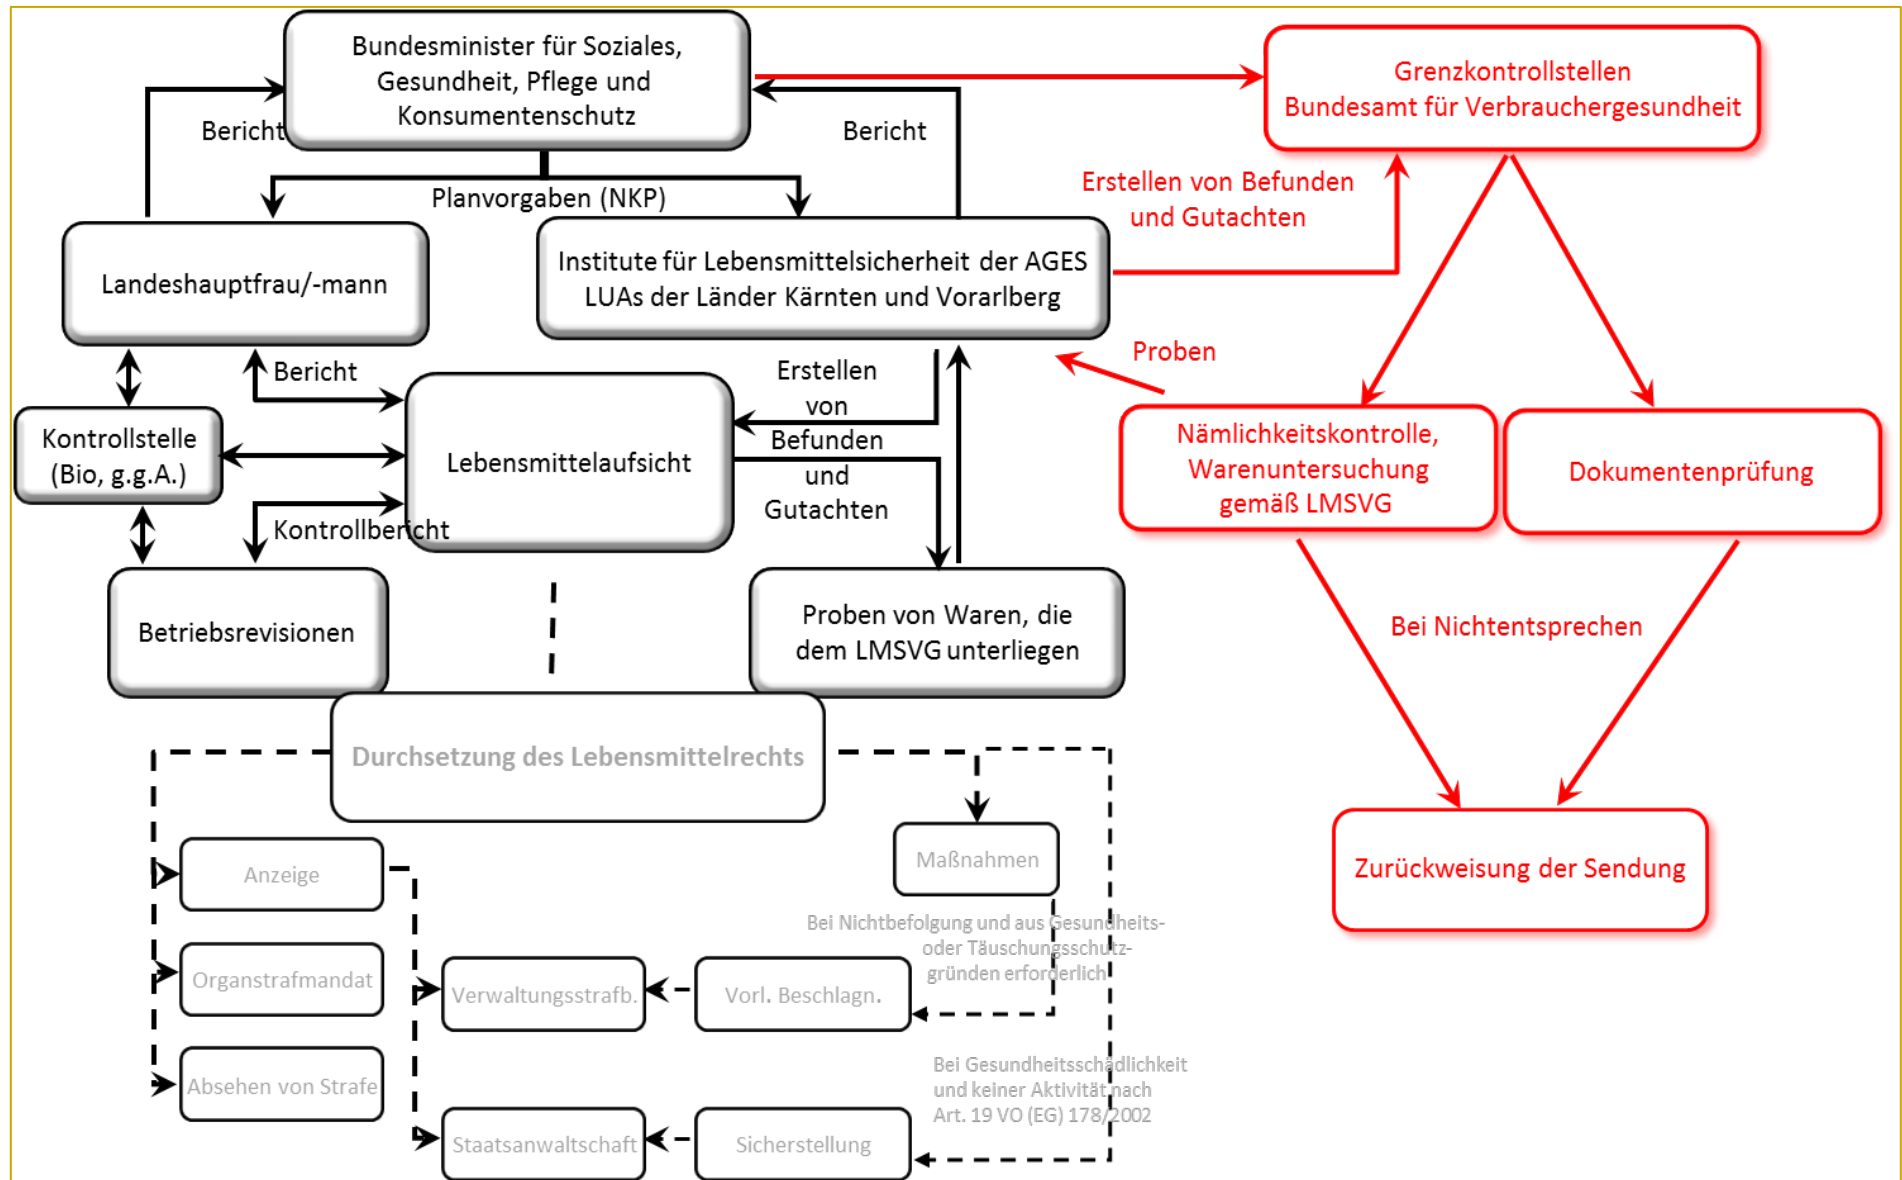 Bundesminister für Soziales,
Gesundheit, Pflege und
Konsumentenschutz
Grenzkontrollstellen
Bundesamt für Verbrauchergesundheit
Bericht
Bericht
Planvorgaben (NKP)
Erstellen von Befunden
und Gutachten
Landeshauptfrau/-mann
Institute für Lebensmittelsicherheit der AGES
LUAs der Länder Kärnten und Vorarlberg
Proben
Bericht
Erstellen
von
Befunden
und
Gutachten
Kontrollstelle
(Bio, g.g.A.)
Lebensmittelaufsicht
Nämlichkeitskontrolle,
Warenuntersuchung
gemäß LMSVG
Dokumentenprüfung
Kontrollbericht
Betriebsrevisionen
Proben von Waren, die
dem LMSVG unterliegen
Bei Nichtentsprechen
Durchsetzung des Lebensmittelrechts
Anzeige
Maßnahmen
Zurückweisung der Sendung
Bei Nichtbefolgung und aus Gesundheits-
oder Täuschungsschutz-
gründen erforderlich
Organstrafmandat
Verwaltungsstrafb.
Vorl. Beschlagn.
Absehen von Strafe
Bei Gesundheitsschädlichkeit
und keiner Aktivität nach
Art. 19 VO (EG) 178/2002
Staatsanwaltschaft
Sicherstellung